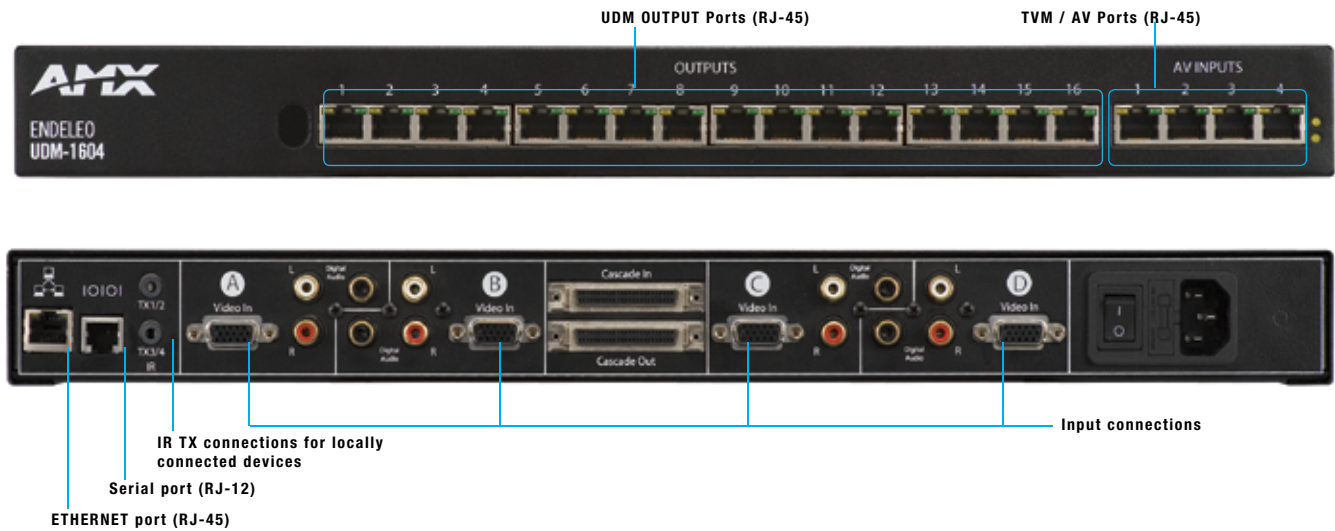 UDM OUTPUT Ports (RJ-45)
TVM / AV Ports (RJ-45)
AMX
ENDELEO
UDM-1604
OUTPUTS
1 2 3 4 5 6 7 8 9 10 11 12 13 14 15 16
AV INPUTS
1 2 3 4
IOIOI
TX1/2
TX3/4
IR
A
Video In
L
R
Digital Audio
Digital Audio
L
R
B
Video In
Cascade In
Cascade Out
C
Video In
L
R
Digital Audio
Digital Audio
L
R
D
Video In
I
O
Input connections
IR TX connections for locally
connected devices
Serial port (RJ-12)
ETHERNET port (RJ-45)